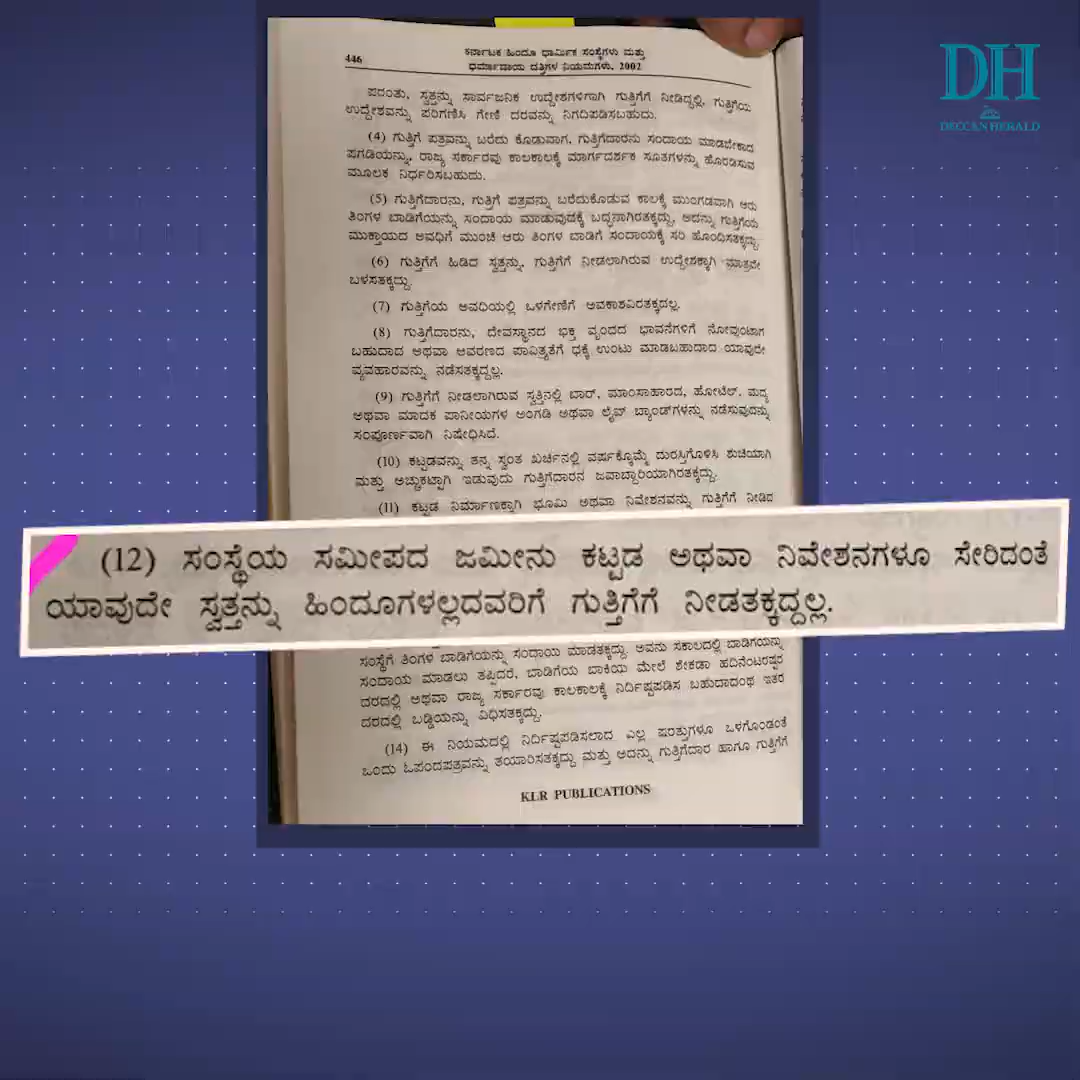 DH
DECCAN HERALD
446
ಕರ್ನಾಟಕ ಹಿಂದೂ ಧಾರ್ಮಿಕ ಸಂಸ್ಥೆಗಳು ಮತ್ತು
ಧರ್ಮಾದಾಯ ದತ್ತಿಗಳ ನಿಯಮಗಳು, 2002
ಪರಂತು, ಸ್ವತ್ತನ್ನು ಸಾರ್ವಜನಿಕ ಉದ್ದೇಶಗಳಿಗಾಗಿ ಗುತ್ತಿಗೆಗೆ ನೀಡಿದ್ದಲ್ಲಿ, ಗುತ್ತಿಗೆಯ
ಉದ್ದೇಶವನ್ನು ಪರಿಗಣಿಸಿ ಗೇಣಿ ದರವನ್ನು ನಿಗದಿಪಡಿಸಬಹುದು.
(4) ಗುತ್ತಿಗೆ ಪತ್ರವನ್ನು ಬರೆದು ಕೊಡುವಾಗ, ಗುತ್ತಿಗೆದಾರನು ಸಂದಾಯ ಮಾಡಬೇಕಾದ
ಪಗಡಿಯನ್ನು, ರಾಜ್ಯ ಸರ್ಕಾರವು ಕಾಲಕಾಲಕ್ಕೆ ಮಾರ್ಗದರ್ಶಕ ಸೂತಗಳನ್ನು ಹೊರಡಿಸುವ
ಮೂಲಕ ನಿರ್ಧರಿಸಬಹುದು.
(5) ಗುತ್ತಿಗೆದಾರನು, ಗುತ್ತಿಗೆ ಪತ್ರವನ್ನು ಬರೆದುಕೊಡುವ ಕಾಲಕ್ಕೆ ಮುಂಗಡವಾಗಿ ಆರು
ತಿಂಗಳ ಬಾಡಿಗೆಯನ್ನು ಸಂದಾಯ ಮಾಡುವುದಕ್ಕೆ ಬದ್ಧನಾಗಿರತಕ್ಕದ್ದು, ಅದನ್ನು ಗುತ್ತಿಗೆಯ
ಮುಕ್ತಾಯದ ಅವಧಿಗೆ ಮುಂಚೆ ಆರು ತಿಂಗಳ ಬಾಡಿಗೆ ಸಂದಾಯಕ್ಕೆ ಸರಿ ಹೊಂದಿಸತಕ್ಕದ್ದು.
(6) ಗುತ್ತಿಗೆಗೆ ಹಿಡಿದ ಸ್ವತ್ತನ್ನು, ಗುತ್ತಿಗೆಗೆ ನೀಡಲಾಗಿರುವ ಉದ್ದೇಶಕ್ಕಾಗಿ ಮಾತ್ರವೇ
ಬಳಸತಕ್ಕದ್ದು.
(7) ಗುತ್ತಿಗೆಯ ಅವಧಿಯಲ್ಲಿ ಒಳಗೇಣಿಗೆ ಅವಕಾಶವಿರತಕ್ಕದ್ದಲ್ಲ.
(8) ಗುತ್ತಿಗೆದಾರನು, ದೇವಸ್ಥಾನದ ಭಕ್ತ ವೃಂದದ ಭಾವನೆಗಳಿಗೆ ನೋವುಂಟಾಗ
ಬಹುದಾದ ಅಥವಾ ಆವರಣದ ಪಾವಿತ್ರ್ಯತೆಗೆ ಧಕ್ಕೆ ಉಂಟು ಮಾಡಬಹುದಾದ ಯಾವುದೇ
ವ್ಯವಹಾರವನ್ನು ನಡೆಸತಕ್ಕದ್ದಲ್ಲ.
(9) ಗುತ್ತಿಗೆಗೆ ನೀಡಲಾಗಿರುವ ಸ್ವತ್ತಿನಲ್ಲಿ ಬಾರ್, ಮಾಂಸಾಹಾರದ, ಹೋಟೆಲ್, ಮದ್ಯ
ಅಥವಾ ಮಾದಕ ಪಾನೀಯಗಳ ಅಂಗಡಿ ಅಥವಾ ಲೈವ್ ಬ್ಯಾಂಡ್‌ಗಳನ್ನು ನಡೆಸುವುದನ್ನು
ಸಂಪೂರ್ಣವಾಗಿ ನಿಷೇಧಿಸಿದೆ.
(10) ಕಟ್ಟಡವನ್ನು ತನ್ನ ಸ್ವಂತ ಖರ್ಚಿನಲ್ಲಿ ವರ್ಷಕ್ಕೊಮ್ಮೆ ದುರಸ್ತಿಗೊಳಿಸಿ ಶುಚಿಯಾಗಿ
ಮತ್ತು ಅಚ್ಚುಕಟ್ಟಾಗಿ ಇಡುವುದು ಗುತ್ತಿಗೆದಾರನ ಜವಾಬ್ದಾರಿಯಾಗಿರತಕ್ಕದ್ದು.
(11) ಕಟ್ಟಡ ನಿರ್ಮಾಣಕ್ಕಾಗಿ ಭೂಮಿ ಅಥವಾ ನಿವೇಶನವನ್ನು ಗುತ್ತಿಗೆಗೆ ನೀಡಿದ
(12) ಸಂಸ್ಥೆಯ ಸಮೀಪದ ಜಮೀನು ಕಟ್ಟಡ ಅಥವಾ ನಿವೇಶನಗಳೂ ಸೇರಿದಂತೆ
ಯಾವುದೇ ಸ್ವತ್ತನ್ನು ಹಿಂದೂಗಳಲ್ಲದವರಿಗೆ ಗುತ್ತಿಗೆಗೆ ನೀಡತಕ್ಕದ್ದಲ್ಲ.
ಸಂಸ್ಥೆಗೆ ತಿಂಗಳ ಬಾಡಿಗೆಯನ್ನು ಸಂದಾಯ ಮಾಡತಕ್ಕದ್ದು. ಅವನು ಸಕಾಲದಲ್ಲಿ ಬಾಡಿಗೆಯನ್ನು
ಸಂದಾಯ ಮಾಡಲು ತಪ್ಪಿದರೆ, ಬಾಡಿಗೆಯ ಬಾಕಿಯ ಮೇಲೆ ಶೇಕಡಾ ಹದಿನೆಂಟರಷ್ಟರ
ದರದಲ್ಲಿ ಅಥವಾ ರಾಜ್ಯ ಸರ್ಕಾರವು ಕಾಲಕಾಲಕ್ಕೆ ನಿರ್ದಿಷ್ಟಪಡಿಸ ಬಹುದಾದಂಥ ಇತರ
ದರದಲ್ಲಿ ಬಡ್ಡಿಯನ್ನು ವಿಧಿಸತಕ್ಕದ್ದು.
(14) ಈ ನಿಯಮದಲ್ಲಿ ನಿರ್ದಿಷ್ಟಪಡಿಸಲಾದ ಎಲ್ಲ ಷರತ್ತುಗಳೂ ಒಳಗೊಂಡಂತೆ
ಒಂದು ಓಪಂದಪತ್ರವನ್ನು ತಯಾರಿಸತಕ್ಕದ್ದು ಮತ್ತು ಅದನ್ನು ಗುತ್ತಿಗೆದಾರ ಹಾಗೂ ಗುತ್ತಿಗೆಗೆ
KLR PUBLICATIONS